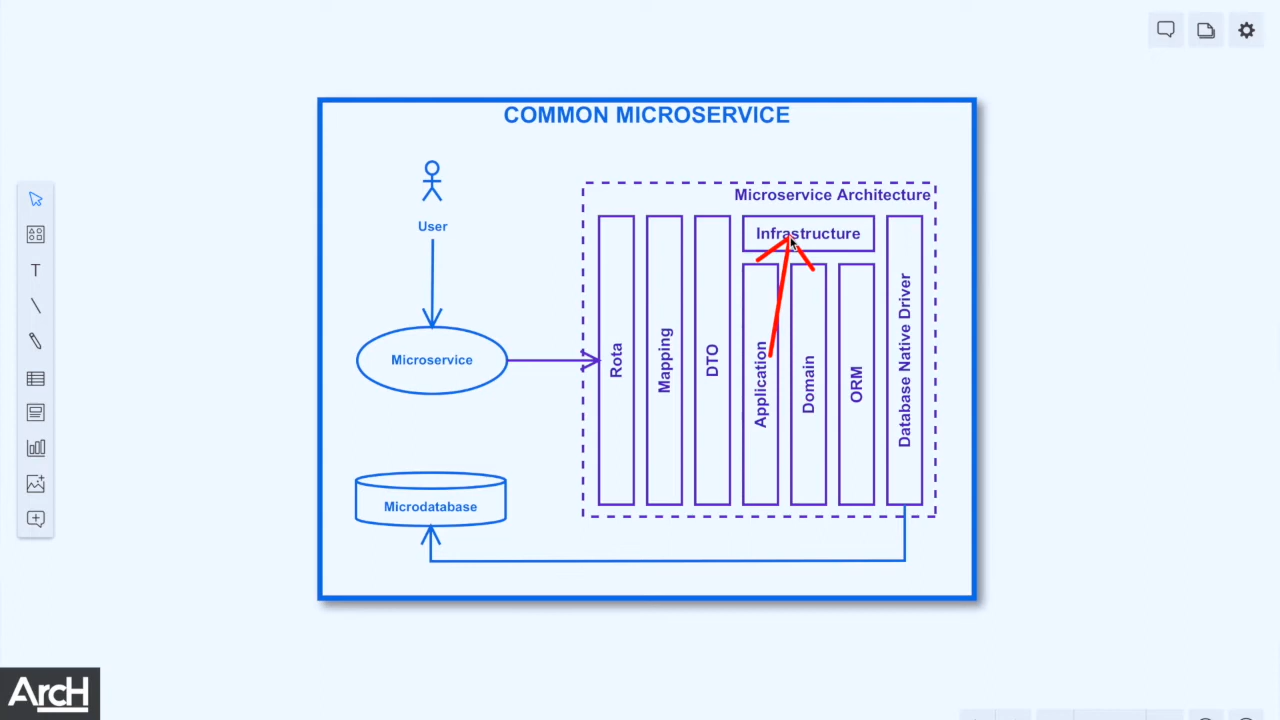 COMMON MICROSERVICE
User
Microservice
Microdatabase
Microservice Architecture
Rota
Mapping
DTO
Infrastructure
Application
Domain
ORM
Database Native Driver
T
ArcH